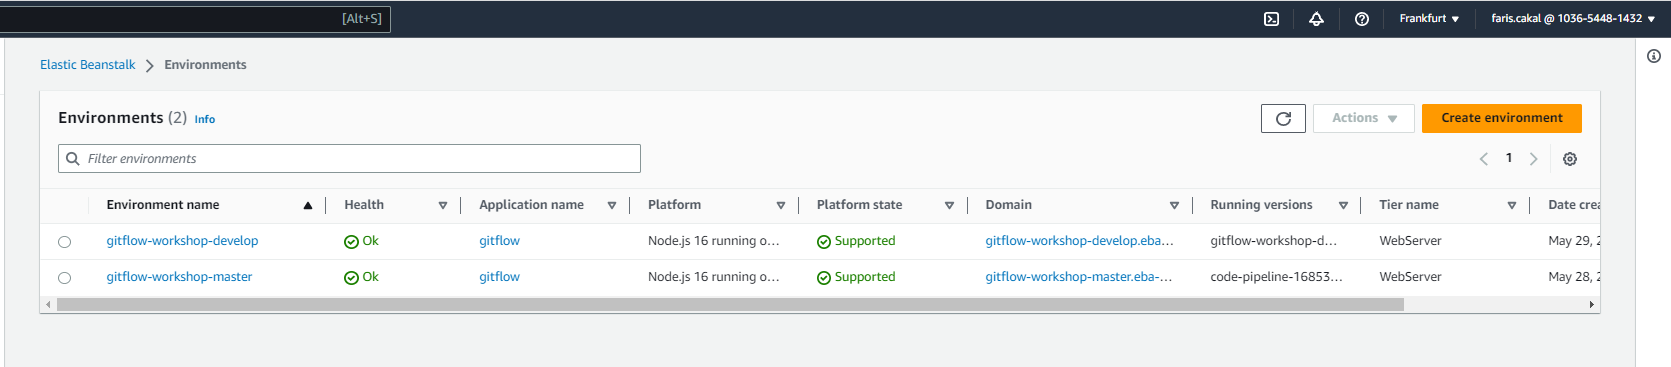 [Alt+S] Frankfurt ▼ faris.cakal @ 1036-5448-1432 ▼
Elastic Beanstalk > Environments
Environments (2) Info Actions ▼ Create environment
Filter environments < 1 >
Environment name ▲ Health ▽ Application name ▽ Platform ▽ Platform state ▽ Domain ▽ Running versions ▽ Tier name ▽ Date crea
gitflow-workshop-develop Ok gitflow Node.js 16 running o... Supported gitflow-workshop-develop.eba... gitflow-workshop-d... WebServer May 29, 2
gitflow-workshop-master Ok gitflow Node.js 16 running o... Supported gitflow-workshop-master.eba-... code-pipeline-16853... WebServer May 28, 2